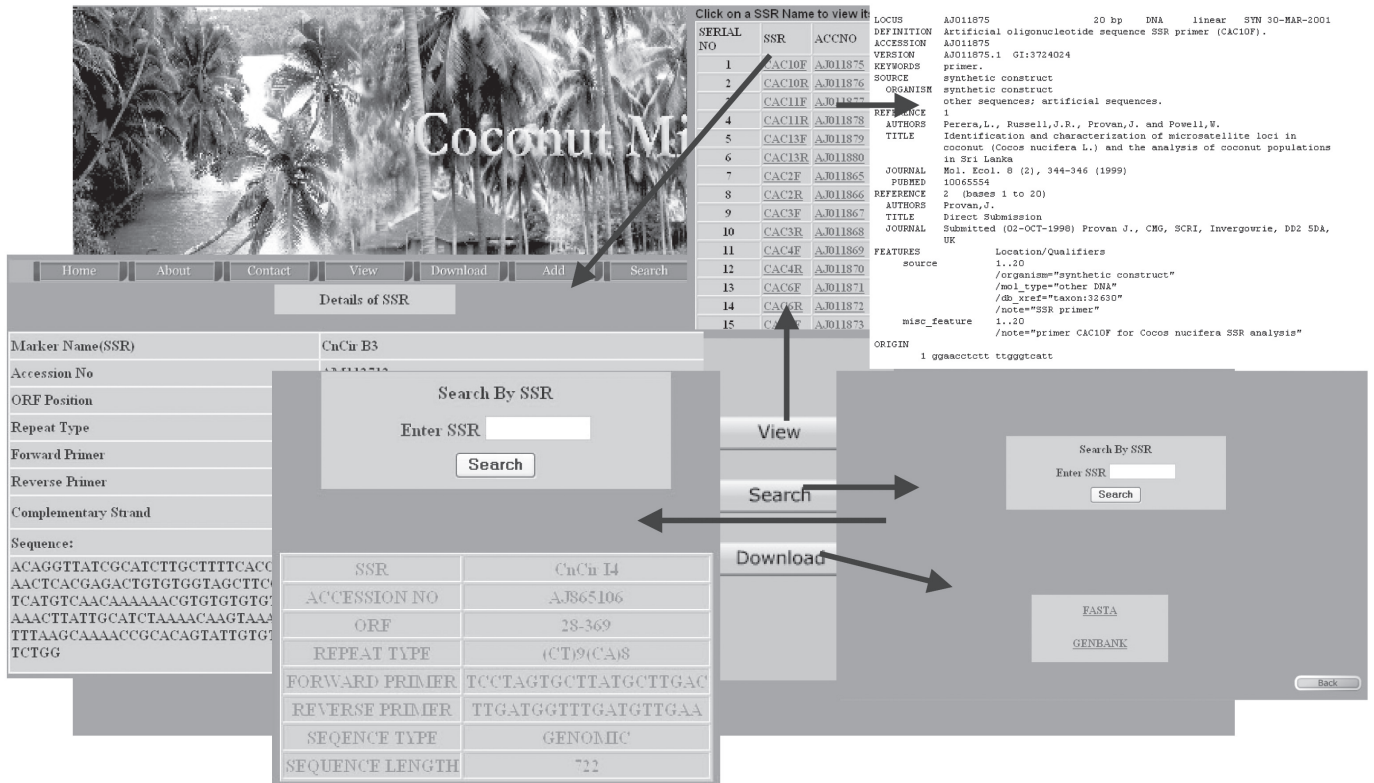 Coconut Mi
Home About Contact View Download Add Search
Click on a SSR Name to view it
SERIAL NO SSR ACCNO
1 CAC10F AJ011875
2 CAC10R AJ011876
CAC11F AJ011877
4 CAC11R AJ011878
5 CAC13F AJ011879
6 CAC13R AJ011880
7 CAC2F AJ011865
8 CAC2R AJ011866
9 CAC3F AJ011867
10 CAC3R AJ011868
11 CAC4F AJ011869
12 CAC4R AJ011870
13 CAC6F AJ011871
14 CAC6R AJ011872
15 AJ011873
LOCUS AJ011875 20 bp DNA linear SYN 30-MAR-2001
DEFINITION Artificial oligonucleotide sequence SSR primer (CAC10F).
ACCESSION AJ011875
VERSION AJ011875.1 GI:3724024
KEYWORDS primer.
SOURCE synthetic construct
ORGANISM synthetic construct
other sequences; artificial sequences.
REFERENCE 1
AUTHORS Perera,L., Russell,J.R., Provan,J. and Powell,W.
TITLE Identification and characterization of microsatellite loci in
coconut (Cocos nucifera L.) and the analysis of coconut populations
in Sri Lanka
JOURNAL Mol. Ecol. 8 (2), 344-346 (1999)
PUBMED 10065554
REFERENCE 2 (bases 1 to 20)
AUTHORS Provan,J.
TITLE Direct Submission
JOURNAL Submitted (02-OCT-1998) Provan J., CMG, SCRI, Invergourie, DD2 5DA,
UK
FEATURES Location/Qualifiers
source 1..20
/organism="synthetic construct"
/mol_type="other DNA"
/db_xref="taxon:32630"
/note="SSR primer"
misc_feature 1..20
/note="primer CAC10F for Cocos nucifera SSR analysis"
ORIGIN
1 ggaacctctt ttgggtcatt
Details of SSR
Marker Name(SSR) CnCir B3
Accession No
ORF Position
Repeat Type
Forward Primer
Reverse Primer
Complementary Strand
Sequence:
ACAGGTTATCGCATCTTGCTTTTCACC
AACTCACGAGACTGTGTGGTAGCTTCC
TCATGTCAACAAAAAACGTGTGTGTGT
AAACTTATTGCATCTAAAACAAGTAAA
TTTAAGCAAAACCGCACAGTATTGTGT
TCTGG
Search By SSR
Enter SSR
Search
SSR CnCir I4
ACCESSION NO AJ865106
ORF 28-369
REPEAT TYPE (CT)9(CA)8
FORWARD PRIMER TCCTAGTGCTTATGCTTGAC
REVERSE PRIMER TTGATGGTTTGATGTTGAA
SEQENCE TYPE GENOMIC
SEQUENCE LENGTH 722
View
Search
Download
Search By SSR
Enter SSR
Search
FASTA
GENBANK
Back